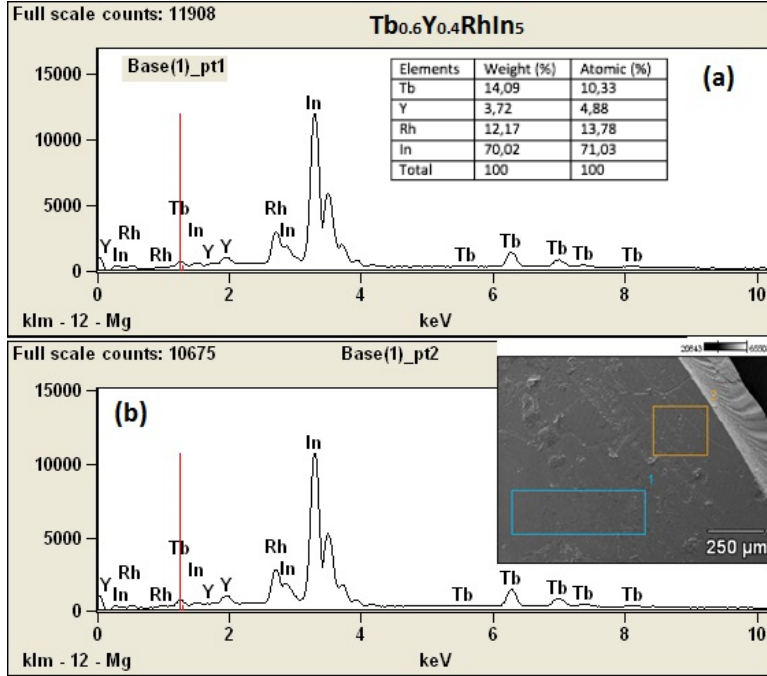 Full scale counts: 11908
Tb0.6Y0.4RhIn5
Base(1)_pt1
(a)
Elements Weight (%) Atomic (%)
Tb 14,09 10,33
Y 3,72 4,88
Rh 12,17 13,78
In 70,02 71,03
Total 100 100
15000
10000
5000
0
Y In Rh Rh Tb In Y Y Rh In In Tb Tb Tb Tb Tb
0 2 4 6 8 10
klm - 12 - Mg keV
Full scale counts: 10675 Base(1)_pt2
(b)
15000
10000
5000
0
Y In Rh Rh Tb In Y Y Rh In In Tb Tb Tb Tb Tb
2
1
250 µm
0 2 4 6 8 10
klm - 12 - Mg keV